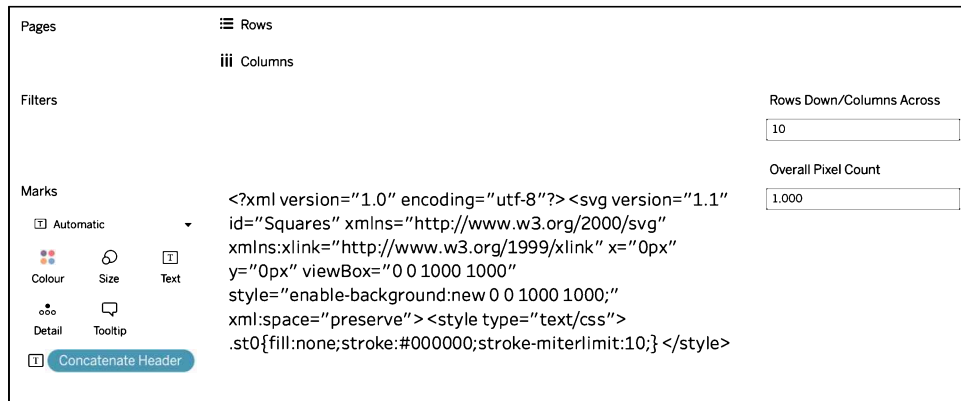 Pages
Rows
Columns
Filters
Rows Down/Columns Across
10
Overall Pixel Count
1.000
Marks
Automatic
Colour
Size
Text
Detail
Tooltip
Concatenate Header
<?xml version="1.0" encoding="utf-8"?><svg version="1.1"
id="Squares" xmlns="http://www.w3.org/2000/svg"
xmlns:xlink="http://www.w3.org/1999/xlink" x="0px"
y="0px" viewBox="0 0 1000 1000"
style="enable-background:new 0 0 1000 1000;"
xml:space="preserve"><style type="text/css">
.st0{fill:none;stroke:#000000;stroke-miterlimit:10;}</style>